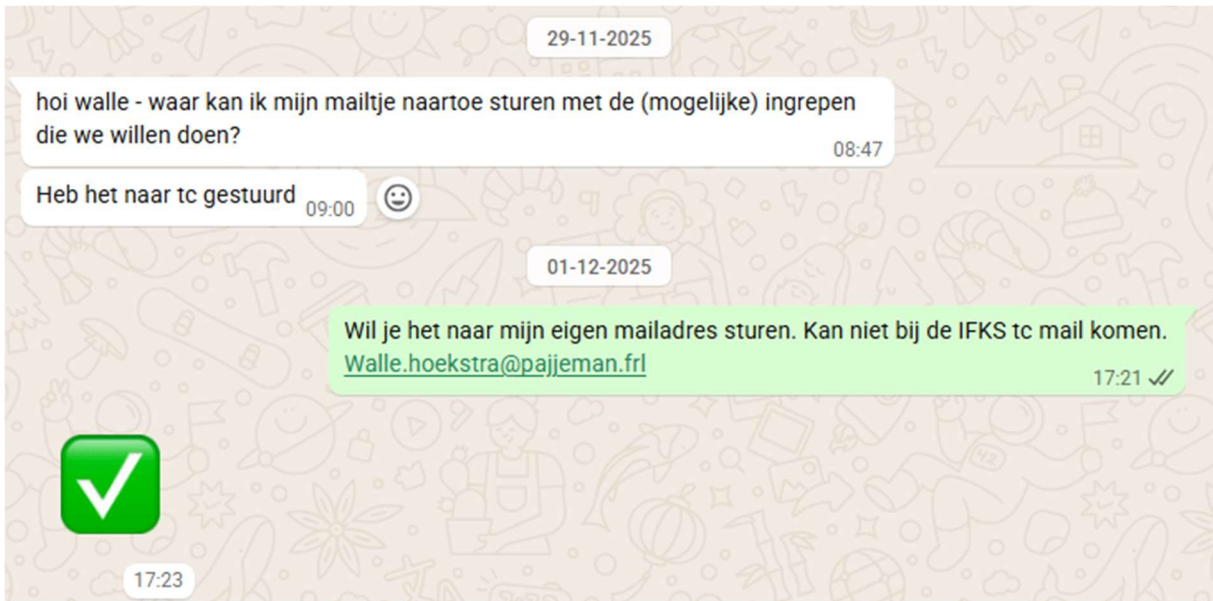 29-11-2025
hoi walle - waar kan ik mijn mailtje naartoe sturen met de (mogelijke) ingrepen
die we willen doen?
08:47
Heb het naar tc gestuurd 09:00
01-12-2025
Wil je het naar mijn eigen mailadres sturen. Kan niet bij de IFKS tc mail komen.
Walle.hoekstra@pajjeman.frl
17:21
17:23